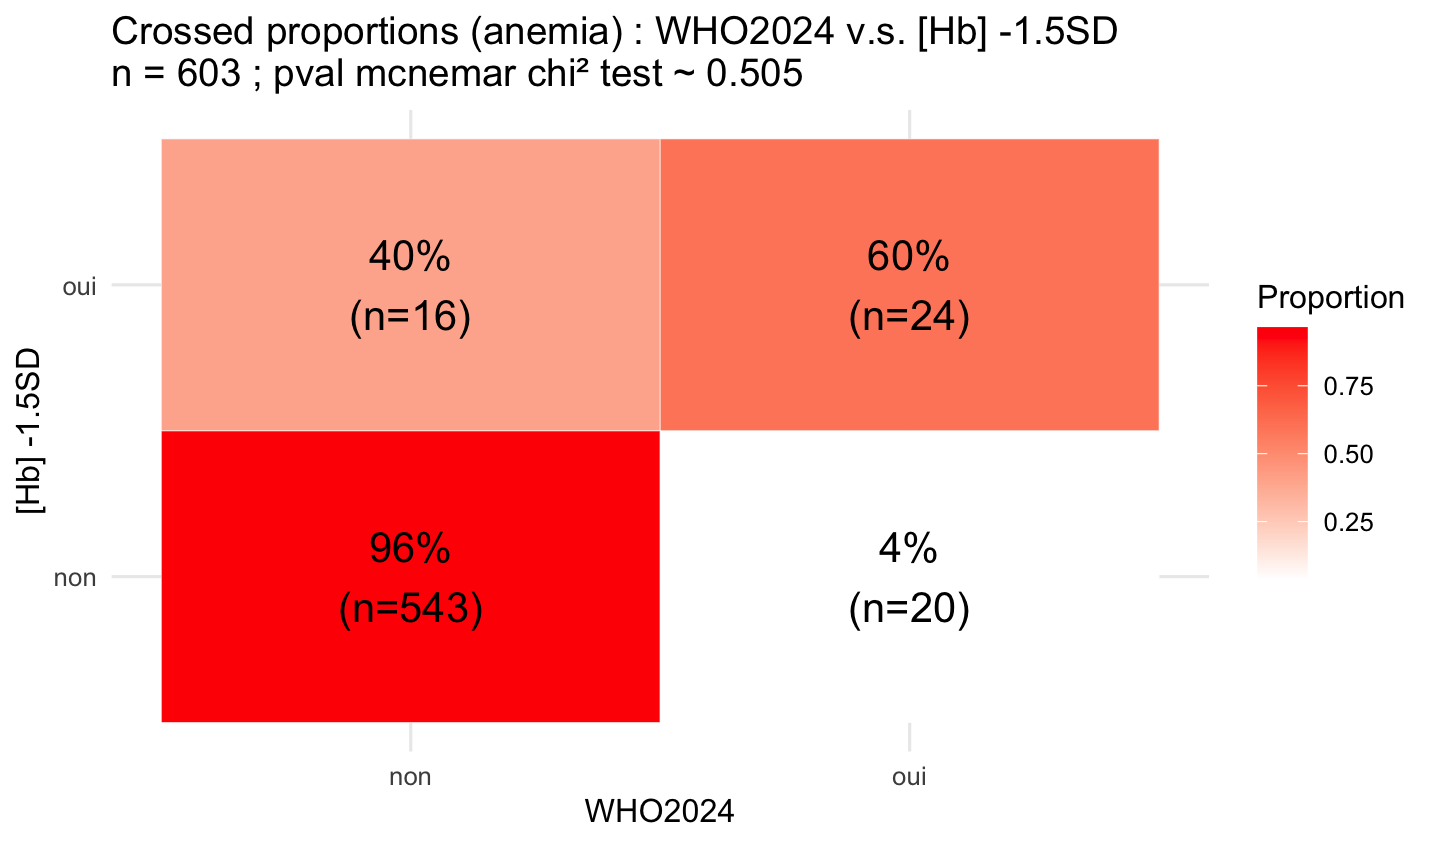 Crossed proportions (anemia) : WHO2024 v.s. [Hb] -1.5SD
n = 603 ; pval mcnemar chi² test ~ 0.505
[Hb] -1.5SD
oui
non
40%
(n=16)
60%
(n=24)
96%
(n=543)
4%
(n=20)
non
oui
WHO2024
Proportion
0.75
0.50
0.25